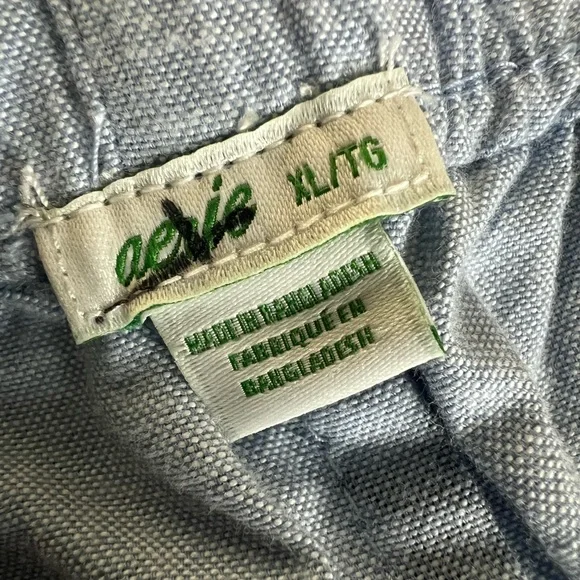 aerie XL/TG
MADE IN BANGLADESH
FABRIQUÉ EN
BANGLADESH